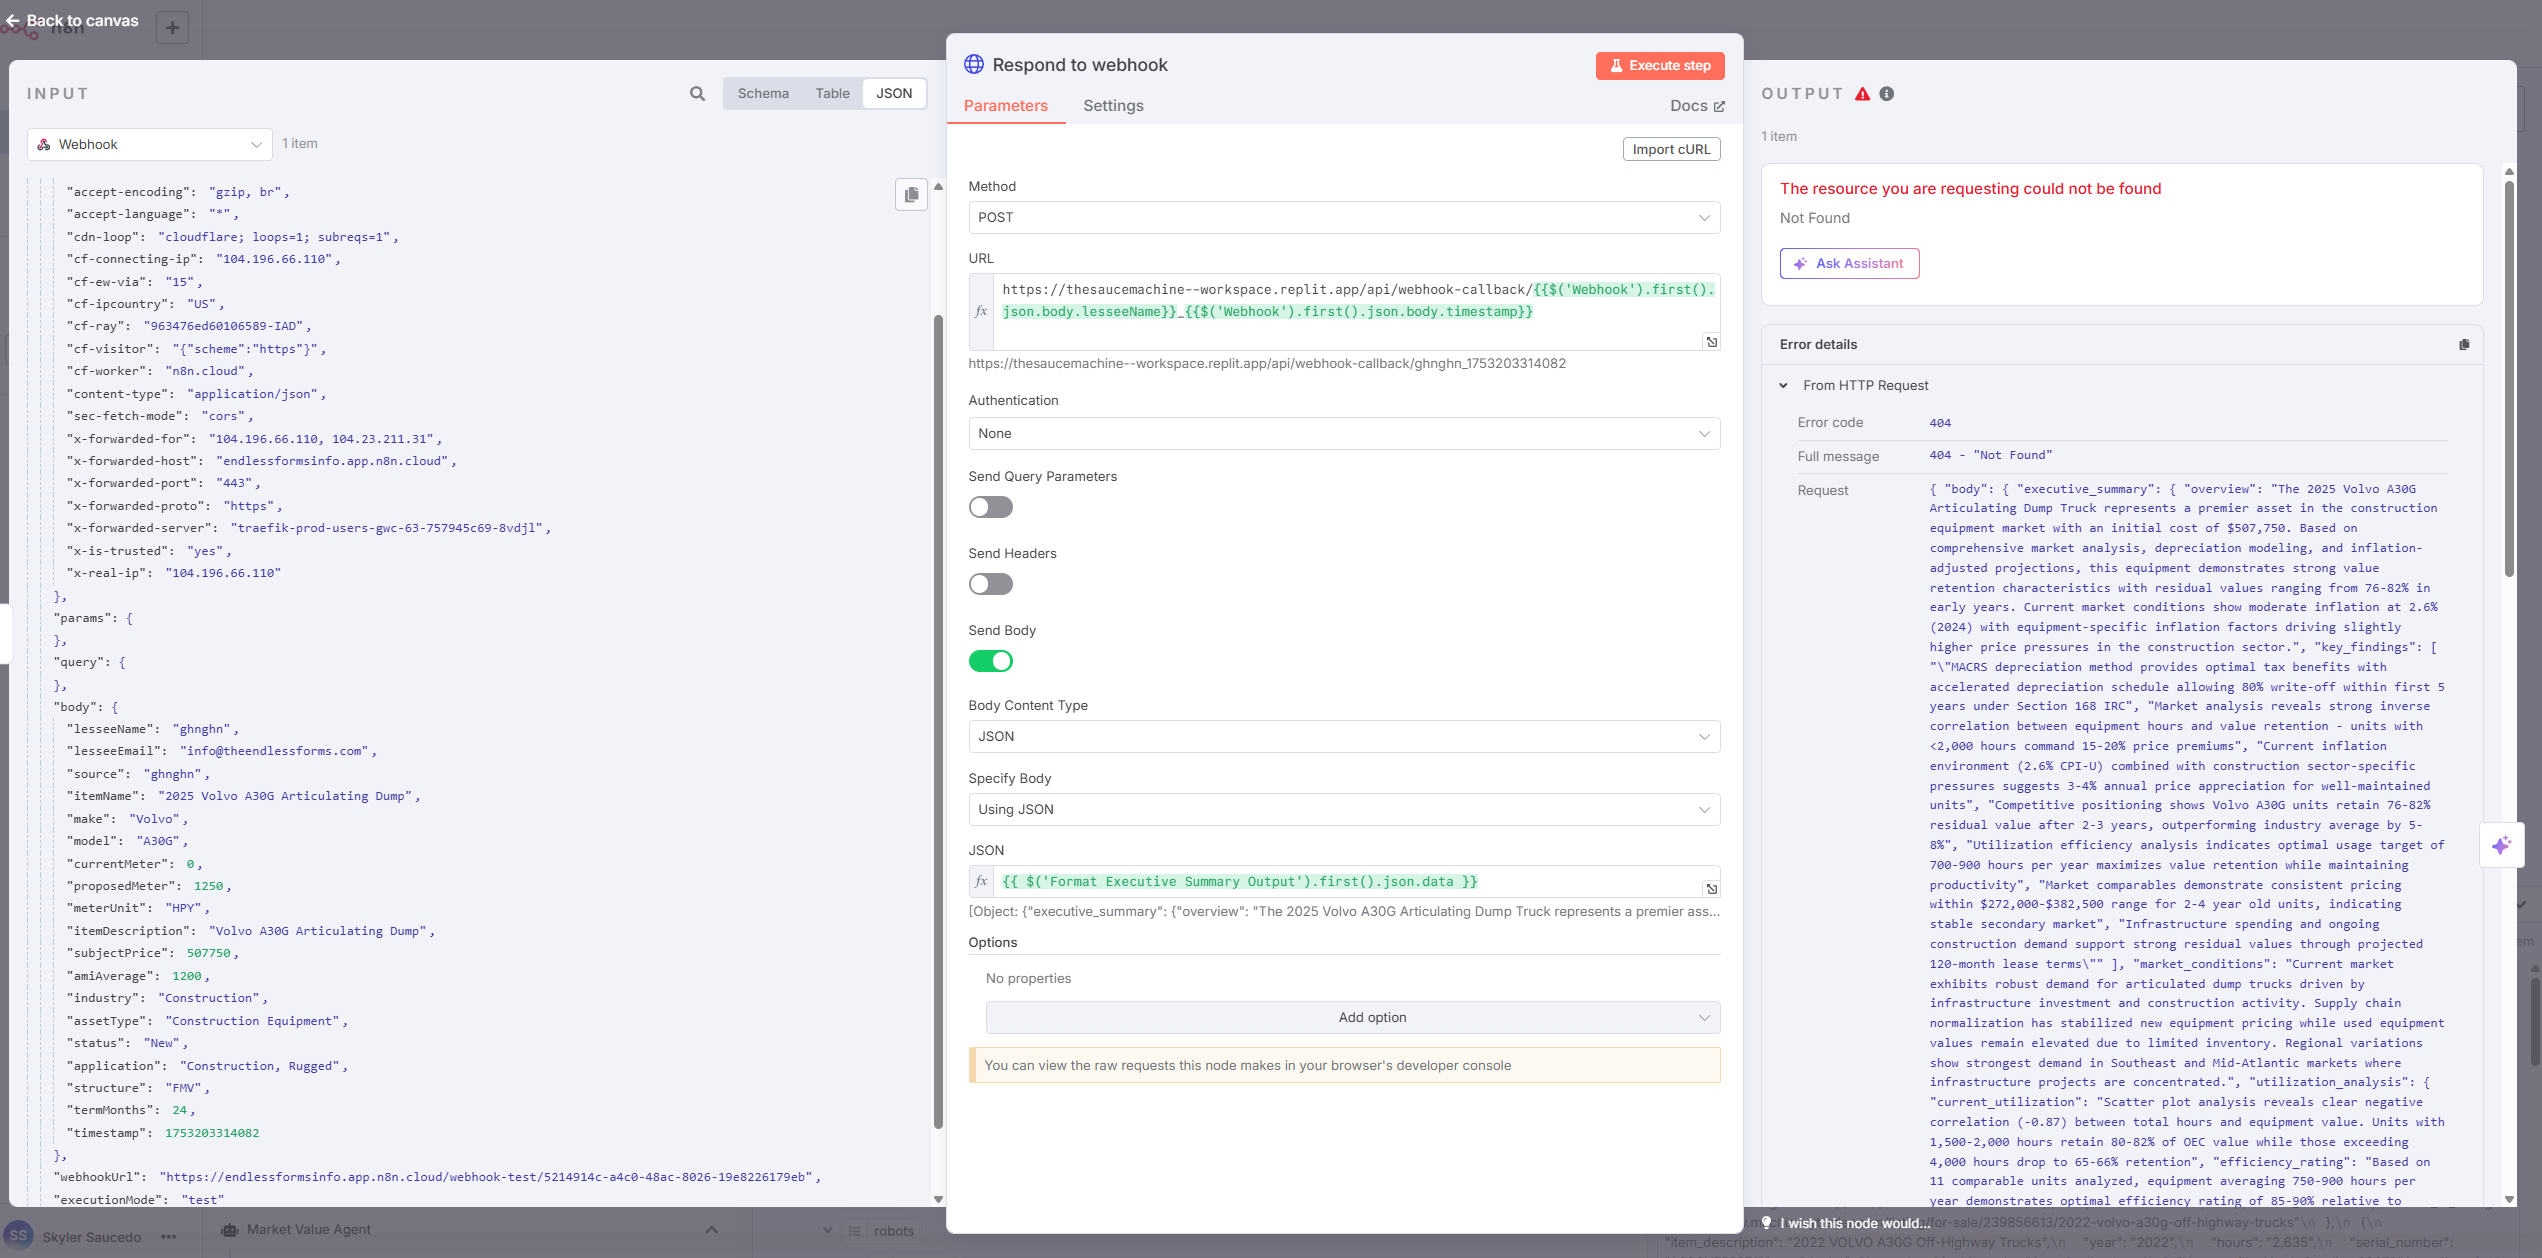 Back to canvas
n8n
INPUT
Schema
Table
JSON
Webhook
1 item
"accept-encoding": "gzip, br",
"accept-language": "*",
"cdn-loop": "cloudflare; loops=1; subreqs=1",
"cf-connecting-ip": "104.196.66.110",
"cf-ew-via": "15",
"cf-ipcountry": "US",
"cf-ray": "963476ed60106589-IAD",
"cf-visitor": "{"scheme":"https"}",
"cf-worker": "n8n.cloud",
"content-type": "application/json",
"sec-fetch-mode": "cors",
"x-forwarded-for": "104.196.66.110, 104.23.211.31",
"x-forwarded-host": "endlessformsinfo.app.n8n.cloud",
"x-forwarded-port": "443",
"x-forwarded-proto": "https",
"x-forwarded-server": "traefik-prod-users-gwc-63-757945c69-8vdjl",
"x-is-trusted": "yes",
"x-real-ip": "104.196.66.110"
},
"params": {
},
"query": {
},
"body": {
"lesseeName": "ghnghn",
"lesseeEmail": "info@theendlessforms.com",
"source": "ghnghn",
"itemName": "2025 Volvo A30G Articulating Dump",
"make": "Volvo",
"model": "A30G",
"currentMeter": 0,
"proposedMeter": 1250,
"meterUnit": "HPY",
"itemDescription": "Volvo A30G Articulating Dump",
"subjectPrice": 507750,
"amiAverage": 1200,
"industry": "Construction",
"assetType": "Construction Equipment",
"status": "New",
"application": "Construction, Rugged",
"structure": "FMV",
"termMonths": 24,
"timestamp": 1753203314082
},
"webhookUrl": "https://endlessformsinfo.app.n8n.cloud/webhook-test/5214914c-a4c0-48ac-8026-19e8226179eb",
"executionMode": "test"
Respond to webhook
Execute step
Parameters
Settings
Docs
Import cURL
Method
POST
URL
fx
https://thesaucemachine--workspace.replit.app/api/webhook-callback/{{$('Webhook').first().
json.body.lesseeName}}_{{$('Webhook').first().json.body.timestamp}}
https://thesaucemachine--workspace.replit.app/api/webhook-callback/ghnghn_1753203314082
Authentication
None
Send Query Parameters
Send Headers
Send Body
Body Content Type
JSON
Specify Body
Using JSON
JSON
fx
{{ $('Format Executive Summary Output').first().json.data }}
[Object: {"executive_summary": {"overview": "The 2025 Volvo A30G Articulating Dump Truck represents a premier ass...
Options
No properties
Add option
You can view the raw requests this node makes in your browser's developer console
OUTPUT
1 item
The resource you are requesting could not be found
Not Found
Ask Assistant
Error details
From HTTP Request
Error code
404
Full message
404 - "Not Found"
Request
{ "body": { "executive_summary": { "overview": "The 2025 Volvo A30G
Articulating Dump Truck represents a premier asset in the construction
equipment market with an initial cost of $507,750. Based on
comprehensive market analysis, depreciation modeling, and inflation-
adjusted projections, this equipment demonstrates strong value
retention characteristics with residual values ranging from 76-82% in
early years. Current market conditions show moderate inflation at 2.6%
(2024) with equipment-specific inflation factors driving slightly
higher price pressures in the construction sector.", "key_findings": [
"\"MACRS depreciation method provides optimal tax benefits with
accelerated depreciation schedule allowing 80% write-off within first 5
years under Section 168 IRC", "Market analysis reveals strong inverse
correlation between equipment hours and value retention - units with
<2,000 hours command 15-20% price premiums", "Current inflation
environment (2.6% CPI-U) combined with construction sector-specific
pressures suggests 3-4% annual price appreciation for well-maintained
units", "Competitive positioning shows Volvo A30G units retain 76-82%
residual value after 2-3 years, outperforming industry average by 5-
8%", "Utilization efficiency analysis indicates optimal usage target of
700-900 hours per year maximizes value retention while maintaining
productivity", "Market comparables demonstrate consistent pricing
within $272,000-$382,500 range for 2-4 year old units, indicating
stable secondary market", "Infrastructure spending and ongoing
construction demand support strong residual values through projected
120-month lease terms\"" ], "market_conditions": "Current market
exhibits robust demand for articulated dump trucks driven by
infrastructure investment and construction activity. Supply chain
normalization has stabilized new equipment pricing while used equipment
values remain elevated due to limited inventory. Regional variations
show strongest demand in Southeast and Mid-Atlantic markets where
infrastructure projects are concentrated.", "utilization_analysis": {
"current_utilization": "Scatter plot analysis reveals clear negative
correlation (-0.87) between total hours and equipment value. Units with
1,500-2,000 hours retain 80-82% of OEC value while those exceeding
4,000 hours drop to 65-66% retention", "efficiency_rating": "Based on
11 comparable units analyzed, equipment averaging 750-900 hours per
year demonstrates optimal efficiency rating of 85-90% relative to
I wish this node would...
SS
Skyler Saucedo
Market Value Agent
robots
/for-sale/239856613/2022-volvo-a30g-off-highway-trucks"\n },\n {\n
"item_description": "2022 VOLVO A30G Off-Highway Trucks",\n "year": "2022",\n "hours": "2,635",\n "serial_number":